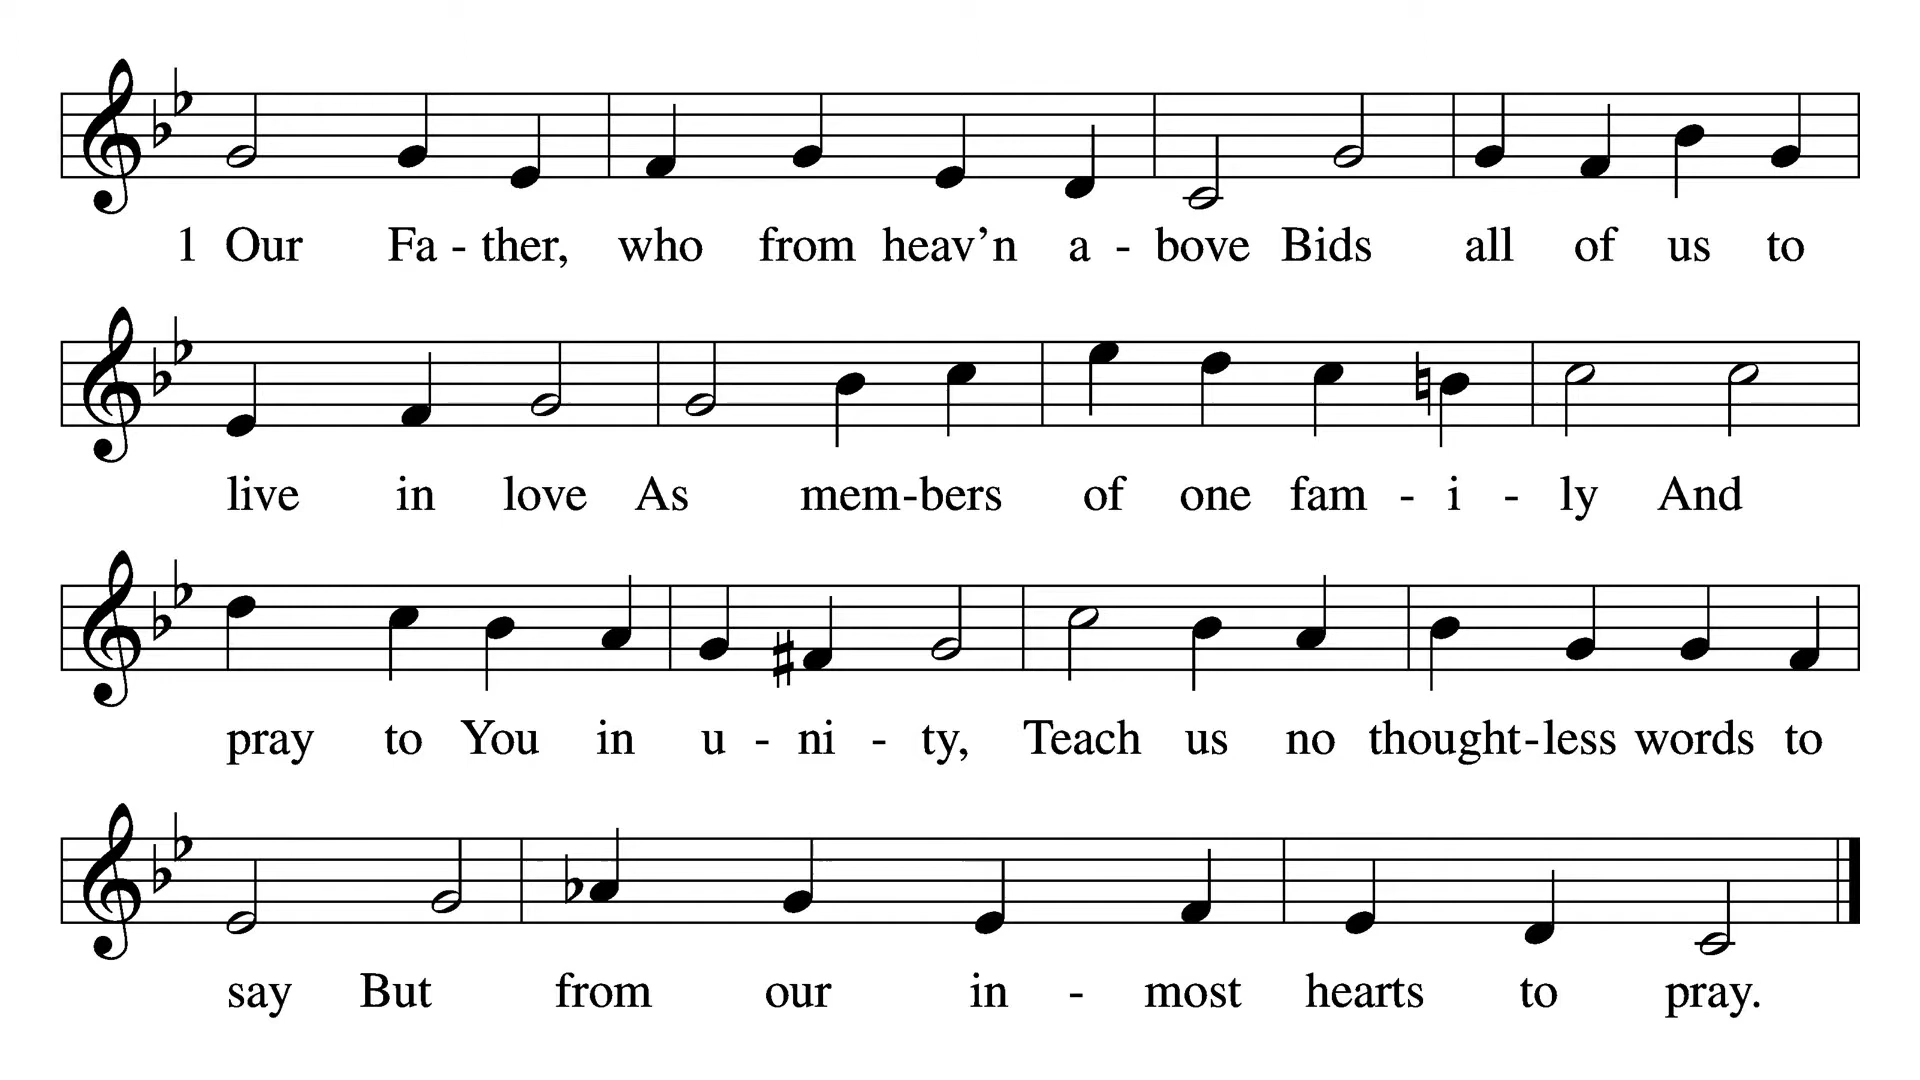 1 Our Fa - ther, who from heav’n a - bove Bids all of us to
live in love As mem-bers of one fam - i - ly And
pray to You in u - ni - ty, Teach us no thought-less words to
say But from our in - most hearts to pray.